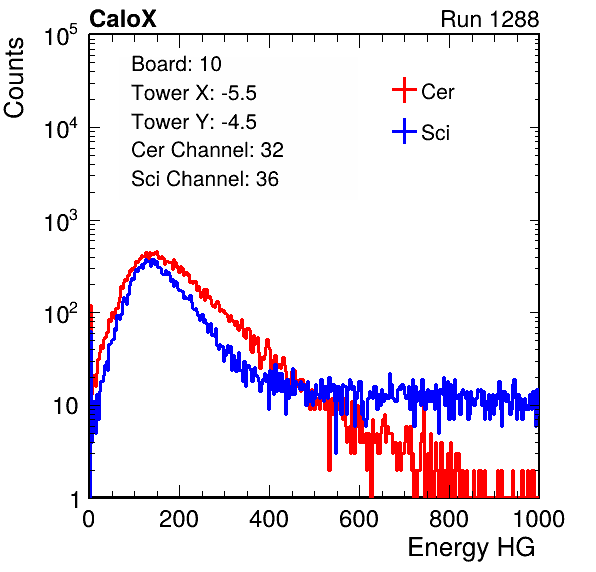 CaloX Run 1288
Counts
Board: 10
Tower X: -5.5
Tower Y: -4.5
Cer Channel: 32
Sci Channel: 36
Cer
Sci
10^5
10^4
10^3
10^2
10
1
0 200 400 600 800 1000
Energy HG